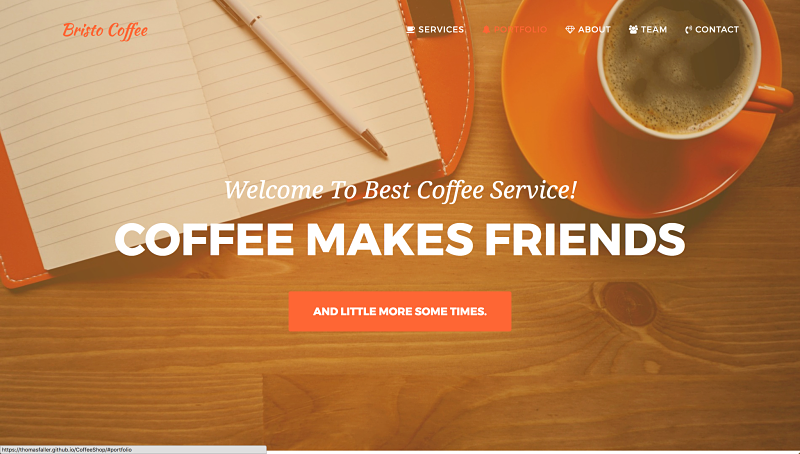 Bristo Coffee
SERVICES PORTFOLIO ABOUT TEAM CONTACT
Welcome To Best Coffee Service!
COFFEE MAKES FRIENDS
AND LITTLE MORE SOME TIMES.
https://thomasfaller.github.io/CoffeeShop/#portfolio